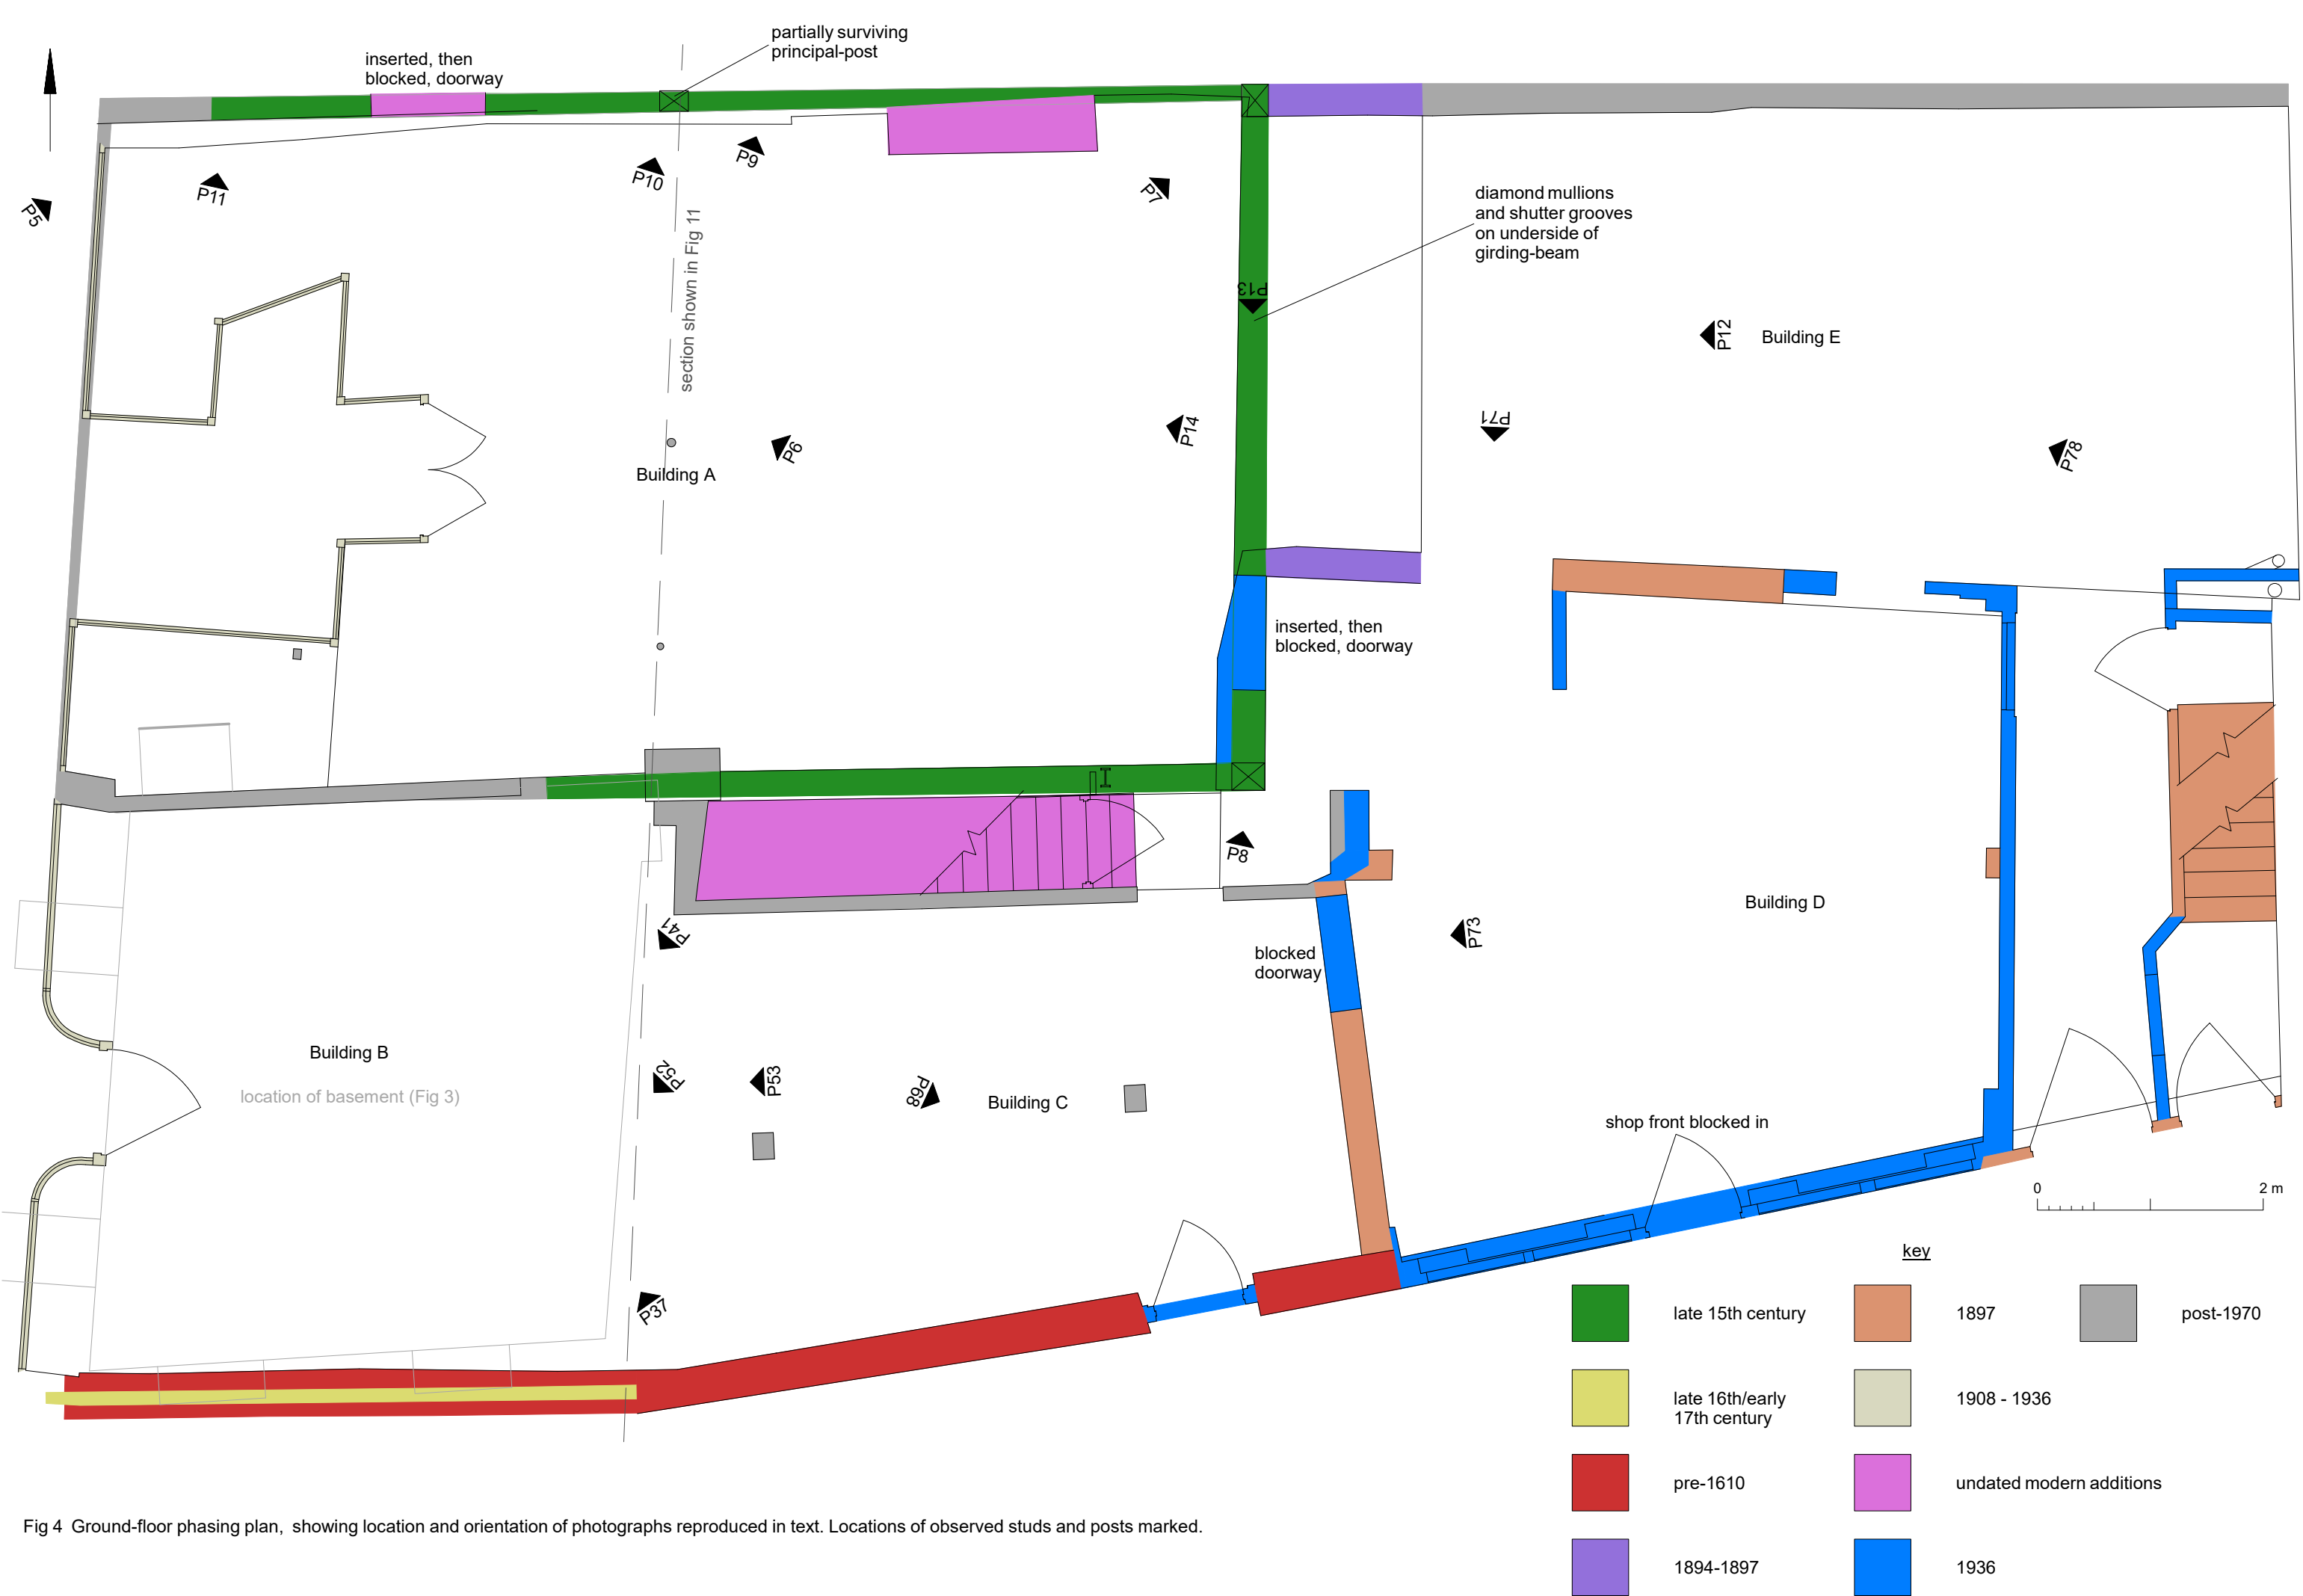 partially surviving
principal-post
inserted, then
blocked, doorway
P5
P11
P10
P9
P7
section shown in Fig 11
diamond mullions
and shutter grooves
on underside of
girding-beam
P13
P12
Building E
P71
P14
P6
P78
Building A
inserted, then
blocked, doorway
P8
P41
P73
Building D
blocked
doorway
Building B
location of basement (Fig 3)
P52
P53
P68
Building C
shop front blocked in
0
2 m
P37
key
late 15th century
1897
post-1970
late 16th/early
17th century
1908 - 1936
pre-1610
undated modern additions
1894-1897
1936
Fig 4 Ground-floor phasing plan, showing location and orientation of photographs reproduced in text. Locations of observed studs and posts marked.